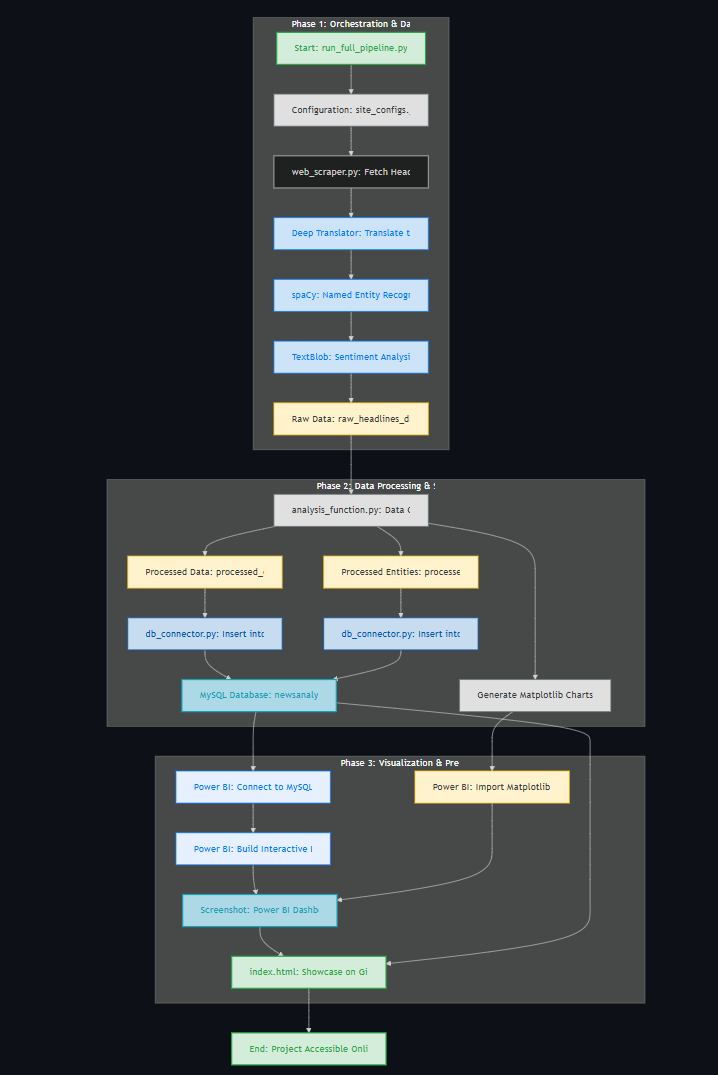 Phase 1: Orchestration & Da
Start: run_full_pipeline.py
Configuration: site_configs.
web_scraper.py: Fetch Head
Deep Translator: Translate t
spaCy: Named Entity Recogn
TextBlob: Sentiment Analysi
Raw Data: raw_headlines_d
Phase 2: Data Processing &
analysis_function.py: Data C
Processed Data: processed_
Processed Entities: processe
db_connector.py: Insert into
db_connector.py: Insert into
MySQL Database: newsanaly
Generate Matplotlib Charts
Phase 3: Visualization & Pre
Power BI: Connect to MySQL
Power BI: Import Matplotlib
Power BI: Build Interactive
Screenshot: Power BI Dashb
index.html: Showcase on Gi
End: Project Accessible Onli